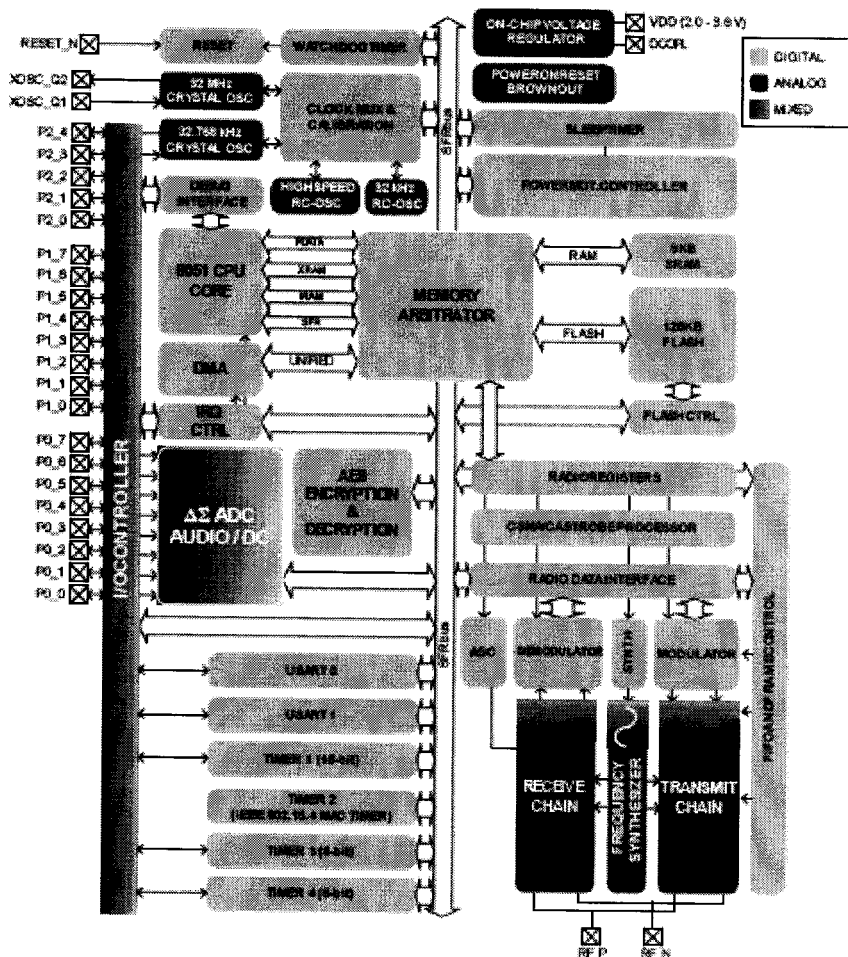 RESET_N
RESET
WATCHDOG TIMER
ON-CHIP VOLTAGE
REGULATOR
VDD (2.0 - 3.6 V)
DCOUPL
DIGITAL
ANALOG
MIXED
XOSC_Q2
XOSC_Q1
32 MHz
CRYSTAL OSC
CLOCK MUX &
CALIBRATION
POWER ON RESET
BROWN OUT
P2_4
P2_3
P2_2
P2_1
P2_0
32.768 kHz
CRYSTAL OSC
SFR bus
SLEEP TIMER
POWER MGT. CONTROLLER
DEBUG
INTERFACE
HIGH SPEED
RC-OSC
32 kHz
RC-OSC
P1_7
P1_6
P1_5
P1_4
P1_3
P1_2
P1_1
P1_0
8051 CPU
CORE
PDATA
XRAM
IRAM
SFR
MEMORY
ARBITRATOR
RAM
8KB
SRAM
FLASH
128KB
FLASH
DMA
UNIFIED
IRQ
CTRL
FLASH CTRL
P0_7
P0_6
P0_5
P0_4
P0_3
P0_2
P0_1
P0_0
I/O CONTROLLER
ΔΣ ADC
AUDIO / DC
AES
ENCRYPTION
&
DECRYPTION
RADIO REGISTERS
CSMA/CA STROBE PROCESSOR
RADIO DATA INTERFACE
FIFO AND FRAME CONTROL
SFR bus
AGC
DEMODULATOR
SYNTH
MODULATOR
USART 0
USART 1
TIMER 1 (16-bit)
TIMER 2
(IEEE 802.15.4 MAC TIMER)
TIMER 3 (8-bit)
TIMER 4 (8-bit)
RECEIVE
CHAIN
FREQUENCY
SYNTHESIZER
TRANSMIT
CHAIN
RF_P
RF_N